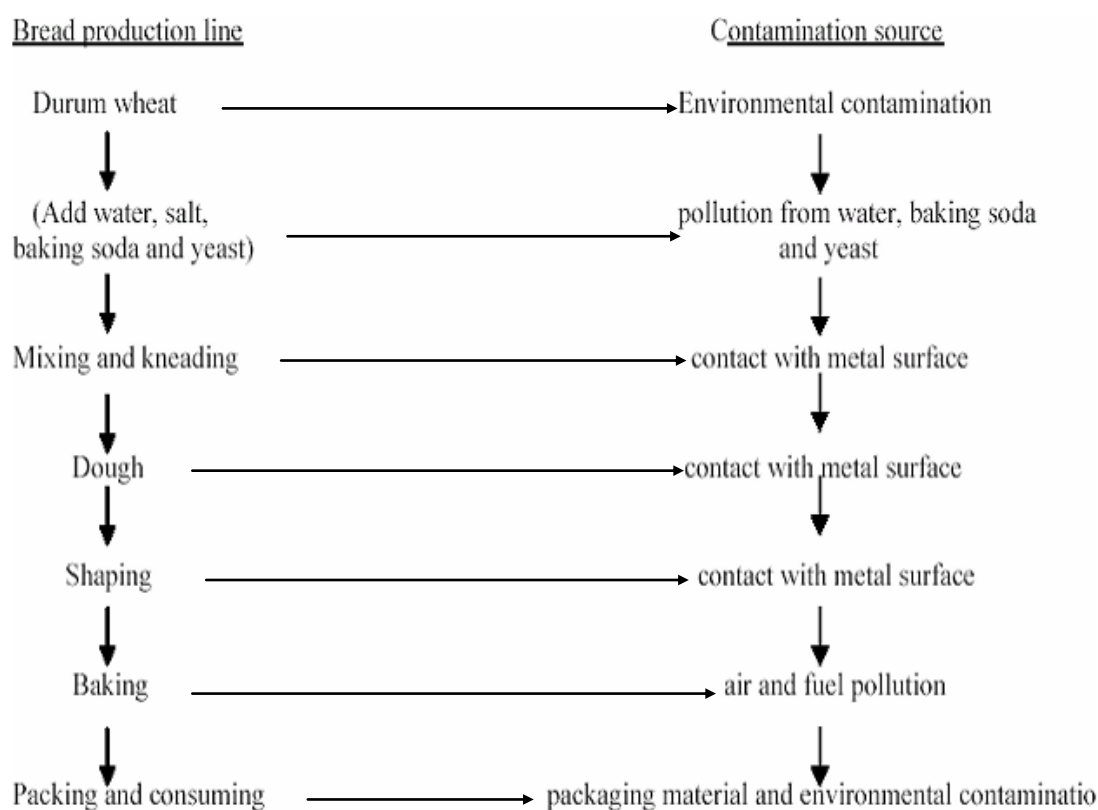 Bread production line
Contamination source
Durum wheat
Environmental contamination
(Add water, salt,
baking soda and yeast)
pollution from water, baking soda
and yeast
Mixing and kneading
contact with metal surface
Dough
contact with metal surface
Shaping
contact with metal surface
Baking
air and fuel pollution
Packing and consuming
packaging material and environmental contaminatio